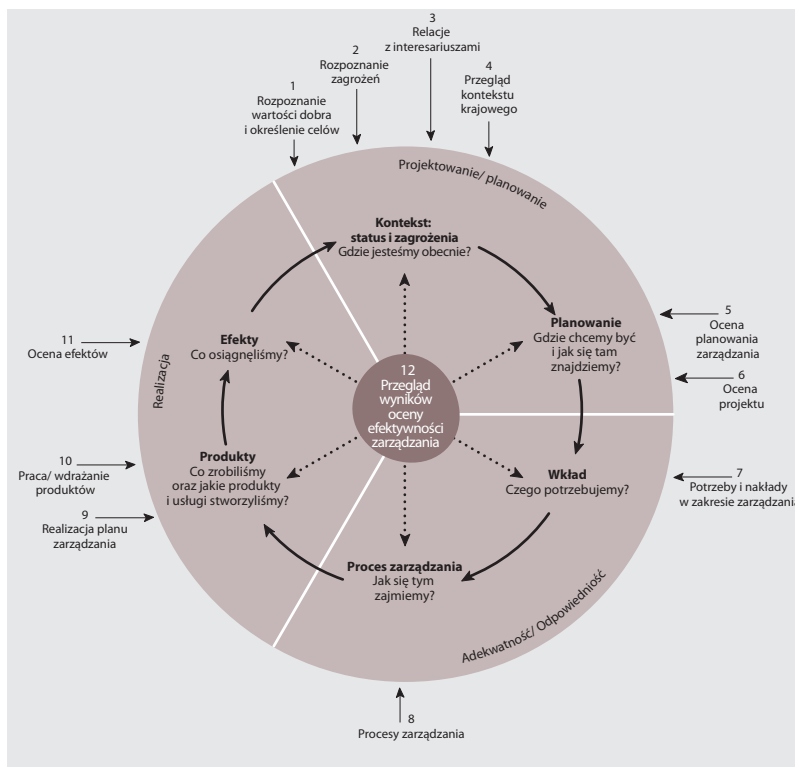 1
Rozpoznanie
wartości dobra
i określenie celów
2
Rozpoznanie
zagrożeń
3
Relacje
z interesariuszami
4
Przegląd
kontekstu
krajowego
Projektowanie/ planowanie
Kontekst:
status i zagrożenia
Gdzie jesteśmy obecnie?
Planowanie
Gdzie chcemy być
i jak się tam
znajdziemy?
5
Ocena
planowania
zarządzania
6
Ocena
projektu
Wkład
Czego potrzebujemy?
7
Potrzeby i nakłady
w zakresie zarządzania
Adekwatność/ Odpowiedniość
Proces zarządzania
Jak się tym
zajmiemy?
8
Procesy zarządzania
Produkty
Co zrobiliśmy
oraz jakie produkty
i usługi stworzyliśmy?
9
Realizacja planu
zarządzania
10
Praca/ wdrażanie
produktów
Efekty
Co osiągnęliśmy?
11
Ocena efektów
Realizacja
12
Przegląd
wyników
oceny
efektywności
zarządzania